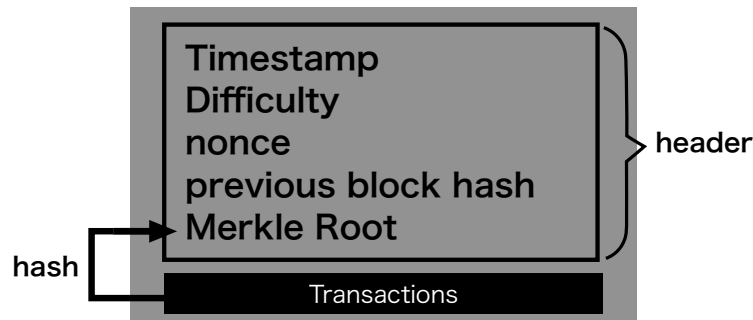 Timestamp
Difficulty
nonce
previous block hash
Merkle Root
header
hash
Transactions